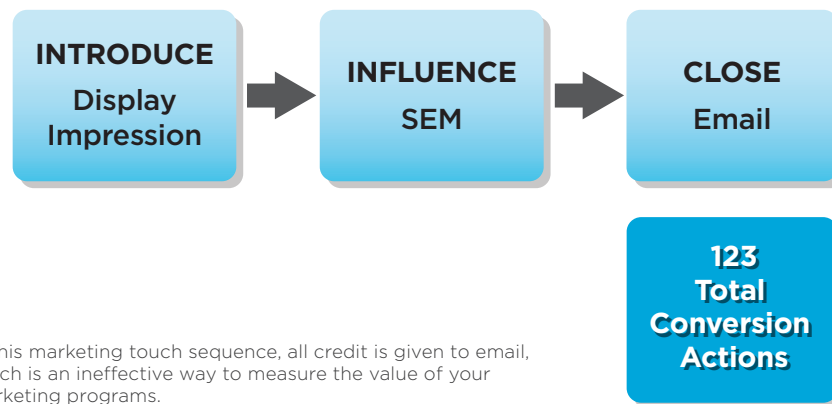 INTRODUCE
Display
Impression
INFLUENCE
SEM
CLOSE
Email
123
Total
Conversion
Actions
his marketing touch sequence, all credit is given to email,
ch is an ineffective way to measure the value of your
rketing programs.